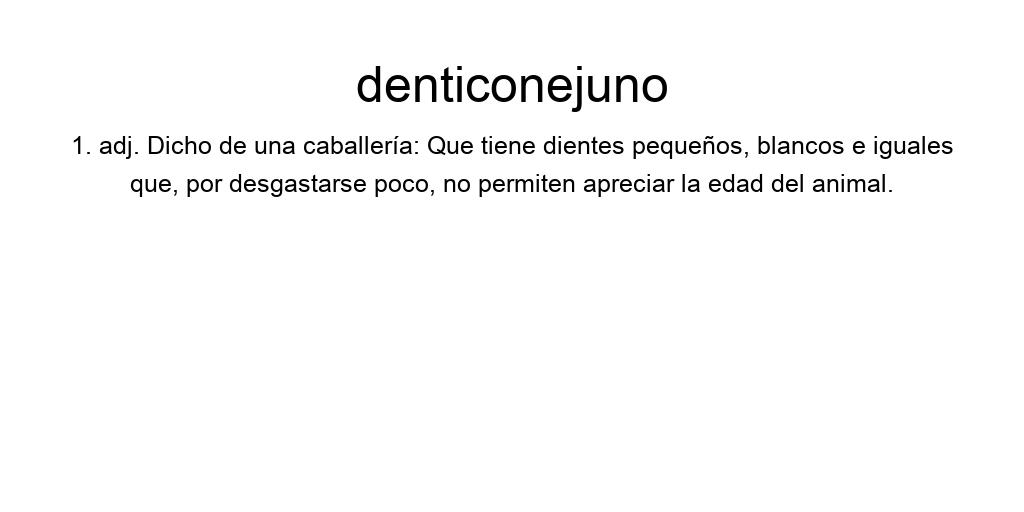 denticonejuno
1. adj. Dicho de una caballería: Que tiene dientes pequeños, blancos e iguales
que, por desgastarse poco, no permiten apreciar la edad del animal.